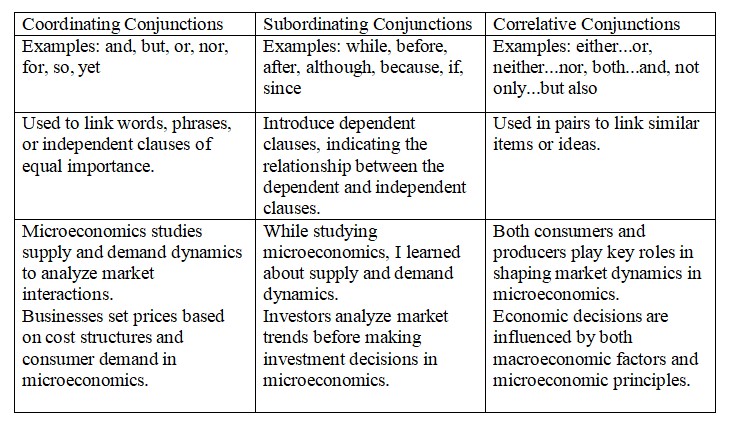 Coordinating Conjunctions
Subordinating Conjunctions
Correlative Conjunctions
Examples: and, but, or, nor,
for, so, yet
Examples: while, before,
after, although, because, if,
since
Examples: either...or,
neither...nor, both...and, not
only...but also
Used to link words, phrases,
or independent clauses of
equal importance.
Introduce dependent
clauses, indicating the
relationship between the
dependent and independent
clauses.
Used in pairs to link similar
items or ideas.
Microeconomics studies
supply and demand dynamics
to analyze market
interactions.
Businesses set prices based
on cost structures and
consumer demand in
microeconomics.
While studying
microeconomics, I learned
about supply and demand
dynamics.
Investors analyze market
trends before making
investment decisions in
microeconomics.
Both consumers and
producers play key roles in
shaping market dynamics in
microeconomics.
Economic decisions are
influenced by both
macroeconomic factors and
microeconomic principles.